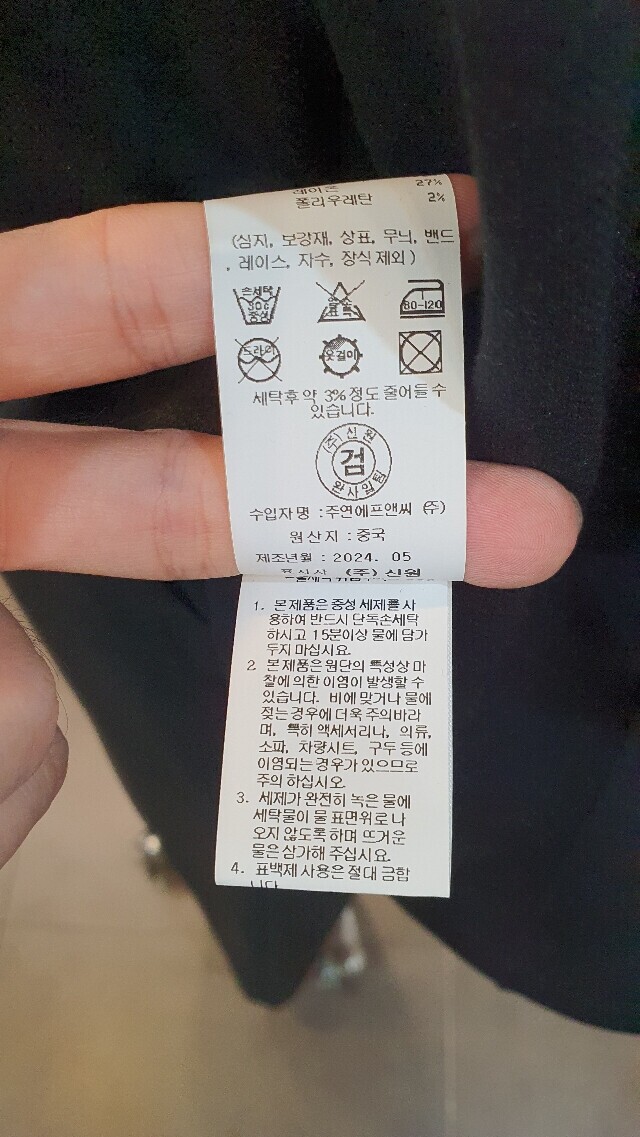 레이온 27%
폴리우레탄 2%
(심지, 보강재, 상표, 무늬, 밴드
, 레이스, 자수, 장식 제외)
손세탁 30℃ 중성
염소 표백
80~120
드라이
옷걸이
세탁후 약 3% 정도 줄어들 수
있습니다.
(주)신원
검
완사입팀
수입자 명 : 주연에프앤씨 (주)
원산지 : 중국
제조년월 : 2024. 05
표시자 (주) 신원
1. 본 제품은 중성 세제를 사
용하여 반드시 단독손세탁
하시고 15분이상 물에 담가
두지 마십시요.
2. 본 제품은 원단의 특성상 마
찰에 의한 이염이 발생할 수
있습니다. 비에 맞거나 물에
젖는 경우에 더욱 주의바라
며, 특히 액세서리나, 의류,
소파, 차량시트, 구두 등에
이염되는 경우가 있으므로
주의 하십시오.
3. 세제가 완전히 녹은 물에
세탁물이 물 표면위로 나
오지 않도록 하며 뜨거운
물은 삼가해 주십시요.
4. 표백제 사용은 절대 금합
니다